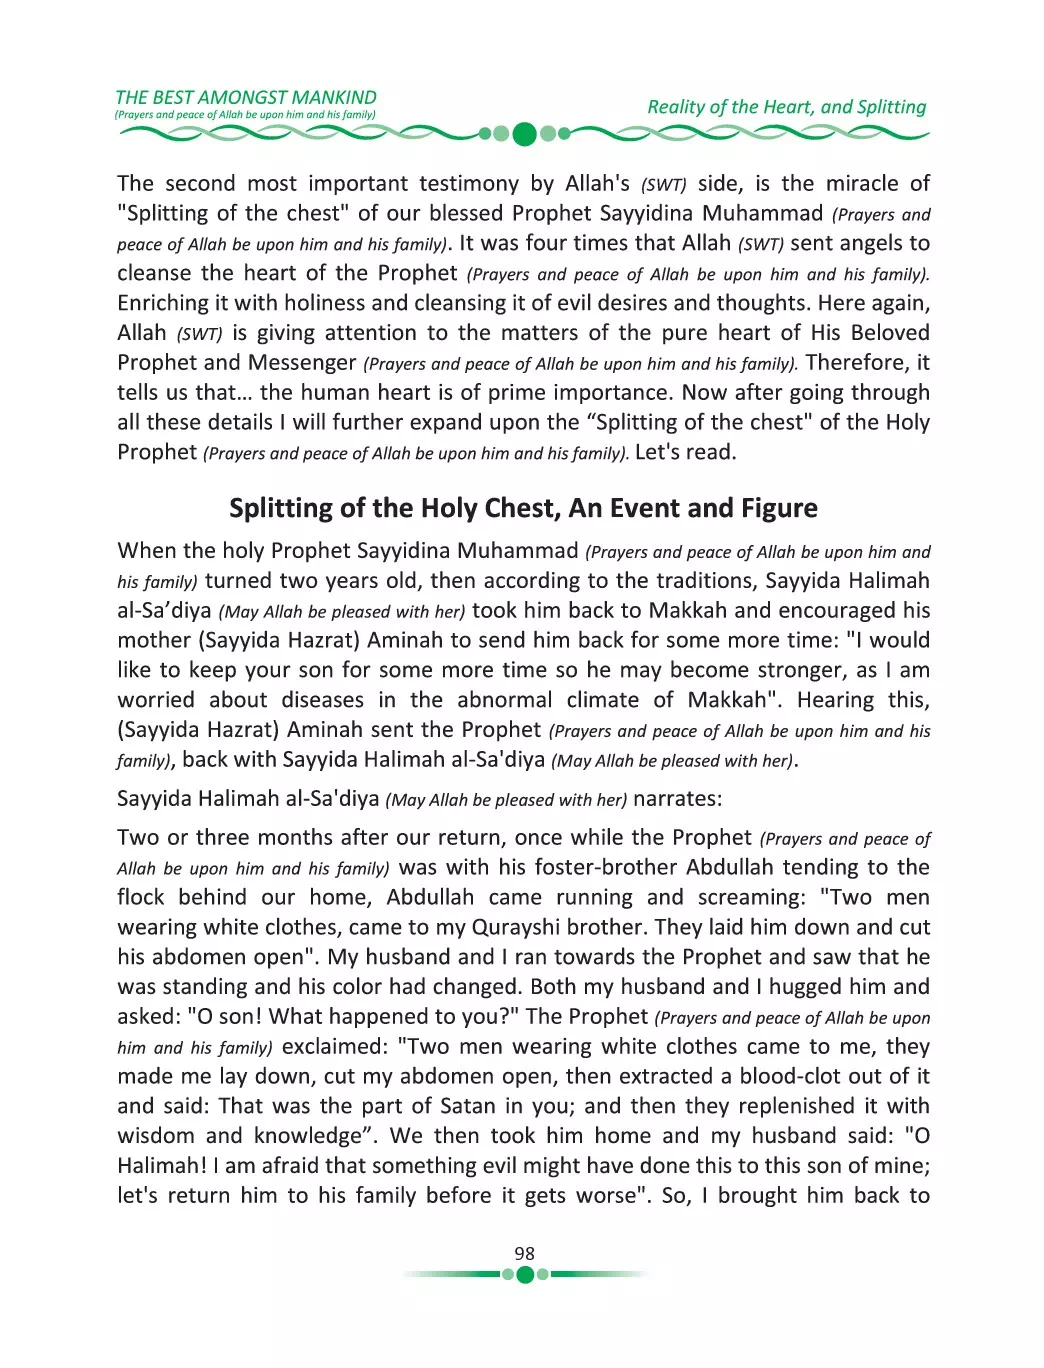 THE BEST AMONGST MANKIND
(Prayers and peace of Allah be upon him and his family)
Reality of the Heart, and Splitting
The second most important testimony by Allah's (SWT) side, is the miracle of
"Splitting of the chest" of our blessed Prophet Sayyidina Muhammad (Prayers and
peace of Allah be upon him and his family). It was four times that Allah (SWT) sent angels to
cleanse the heart of the Prophet (Prayers and peace of Allah be upon him and his family).
Enriching it with holiness and cleansing it of evil desires and thoughts. Here again,
Allah (SWT) is giving attention to the matters of the pure heart of His Beloved
Prophet and Messenger (Prayers and peace of Allah be upon him and his family). Therefore, it
tells us that… the human heart is of prime importance. Now after going through
all these details I will further expand upon the “Splitting of the chest" of the Holy
Prophet (Prayers and peace of Allah be upon him and his family). Let's read.
Splitting of the Holy Chest, An Event and Figure
When the holy Prophet Sayyidina Muhammad (Prayers and peace of Allah be upon him and
his family) turned two years old, then according to the traditions, Sayyida Halimah
al-Sa’diya (May Allah be pleased with her) took him back to Makkah and encouraged his
mother (Sayyida Hazrat) Aminah to send him back for some more time: "I would
like to keep your son for some more time so he may become stronger, as I am
worried about diseases in the abnormal climate of Makkah". Hearing this,
(Sayyida Hazrat) Aminah sent the Prophet (Prayers and peace of Allah be upon him and his
family), back with Sayyida Halimah al-Sa'diya (May Allah be pleased with her).
Sayyida Halimah al-Sa'diya (May Allah be pleased with her) narrates:
Two or three months after our return, once while the Prophet (Prayers and peace of
Allah be upon him and his family) was with his foster-brother Abdullah tending to the
flock behind our home, Abdullah came running and screaming: "Two men
wearing white clothes, came to my Qurayshi brother. They laid him down and cut
his abdomen open". My husband and I ran towards the Prophet and saw that he
was standing and his color had changed. Both my husband and I hugged him and
asked: "O son! What happened to you?" The Prophet (Prayers and peace of Allah be upon
him and his family) exclaimed: "Two men wearing white clothes came to me, they
made me lay down, cut my abdomen open, then extracted a blood-clot out of it
and said: That was the part of Satan in you; and then they replenished it with
wisdom and knowledge”. We then took him home and my husband said: "O
Halimah! I am afraid that something evil might have done this to this son of mine;
let's return him to his family before it gets worse". So, I brought him back to
98